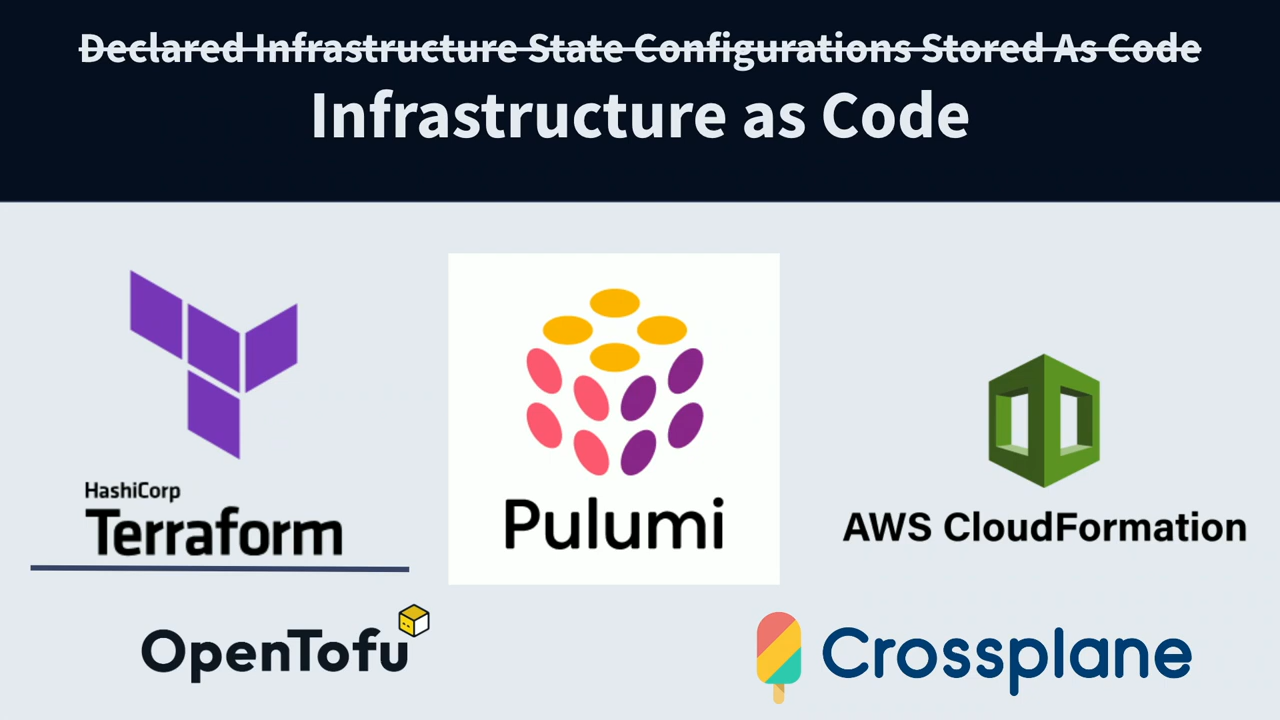 Declared Infrastructure State Configurations Stored As Code
Infrastructure as Code
HashiCorp
Terraform
Pulumi
AWS CloudFormation
OpenTofu
Crossplane